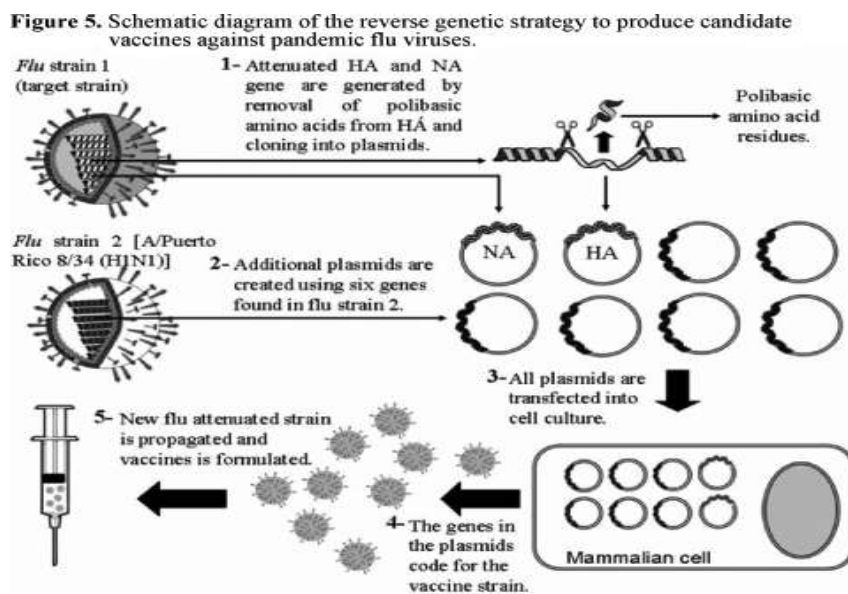 Figure 5. Schematic diagram of the reverse genetic strategy to produce candidate
vaccines against pandemic flu viruses.
Flu strain 1
(target strain)
1- Attenuated HA and NA
gene are generated by
removal of polibasic
amino acids from HÁ and
cloning into plasmids.
Polibasic
amino acid
residues.
Flu strain 2 [A/Puerto
Rico 8/34 (H1N1)]
2- Additional plasmids are
created using six genes
found in flu strain 2.
NA
HA
3- All plasmids are
transfected into
cell culture.
5- New flu attenuated strain
is propagated and
vaccines is formulated.
4- The genes in
the plasmids
code for the
vaccine strain.
Mammalian cell